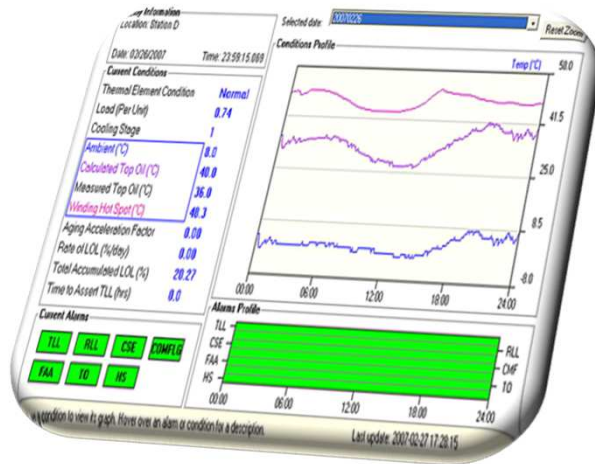 Information
Location: Station D
Date: 02/26/2007 Time: 23:59:15.069
Selected date:
20070226
Reset Zoom
Current Conditions
Thermal Element Condition Normal
Load (Per Unit) 0.74
Cooling Stage 1
Ambient (°C) 0.0
Calculated Top Oil (°C) 40.0
Measured Top Oil (°C) 36.0
Winding Hot Spot (°C) 40.3
Aging Acceleration Factor 0.00
Rate of LOL (%/day) 0.00
Total Accumulated LOL (%) 20.27
Time to Assert TLL (hrs) 0.0
Conditions Profile
Temp (°C)
58.0
41.5
25.0
8.5
-8.0
00:00 06:00 12:00 18:00 24:00
Current Alarms
TLL RLL CSE COMFLG
FAA TO HS
Alarms Profile
TLL
CSE
FAA
HS
RLL
CMF
TO
00:00 06:00 12:00 18:00 24:00
condition to view its graph. Hover over an alarm or condition for a description.
Last update: 2007-02-27 17:28:15